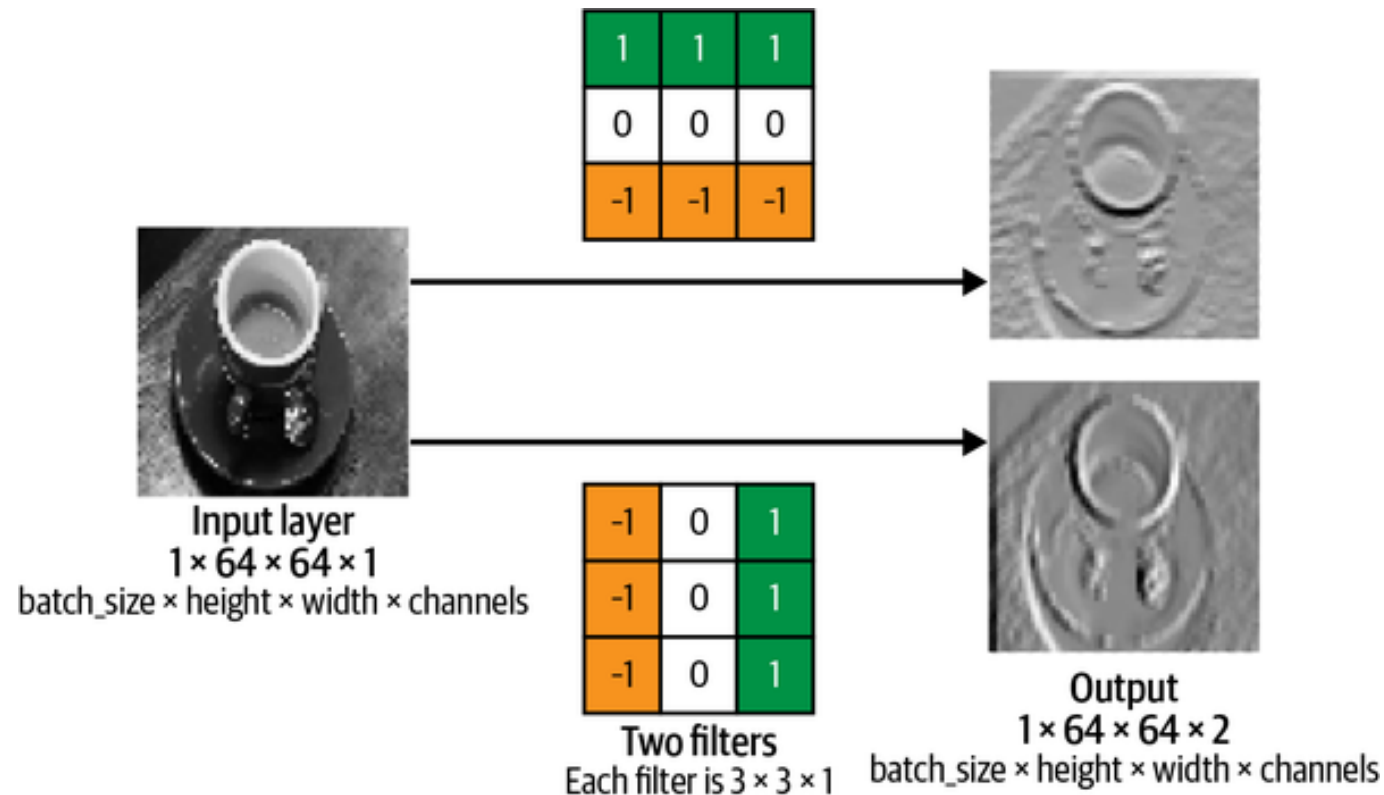 1 1 1
0 0 0
-1 -1 -1
Input layer
1 × 64 × 64 × 1
batch_size × height × width × channels
-1 0 1
-1 0 1
-1 0 1
Two filters
Each filter is 3 × 3 × 1
Output
1 × 64 × 64 × 2
batch_size × height × width × channels